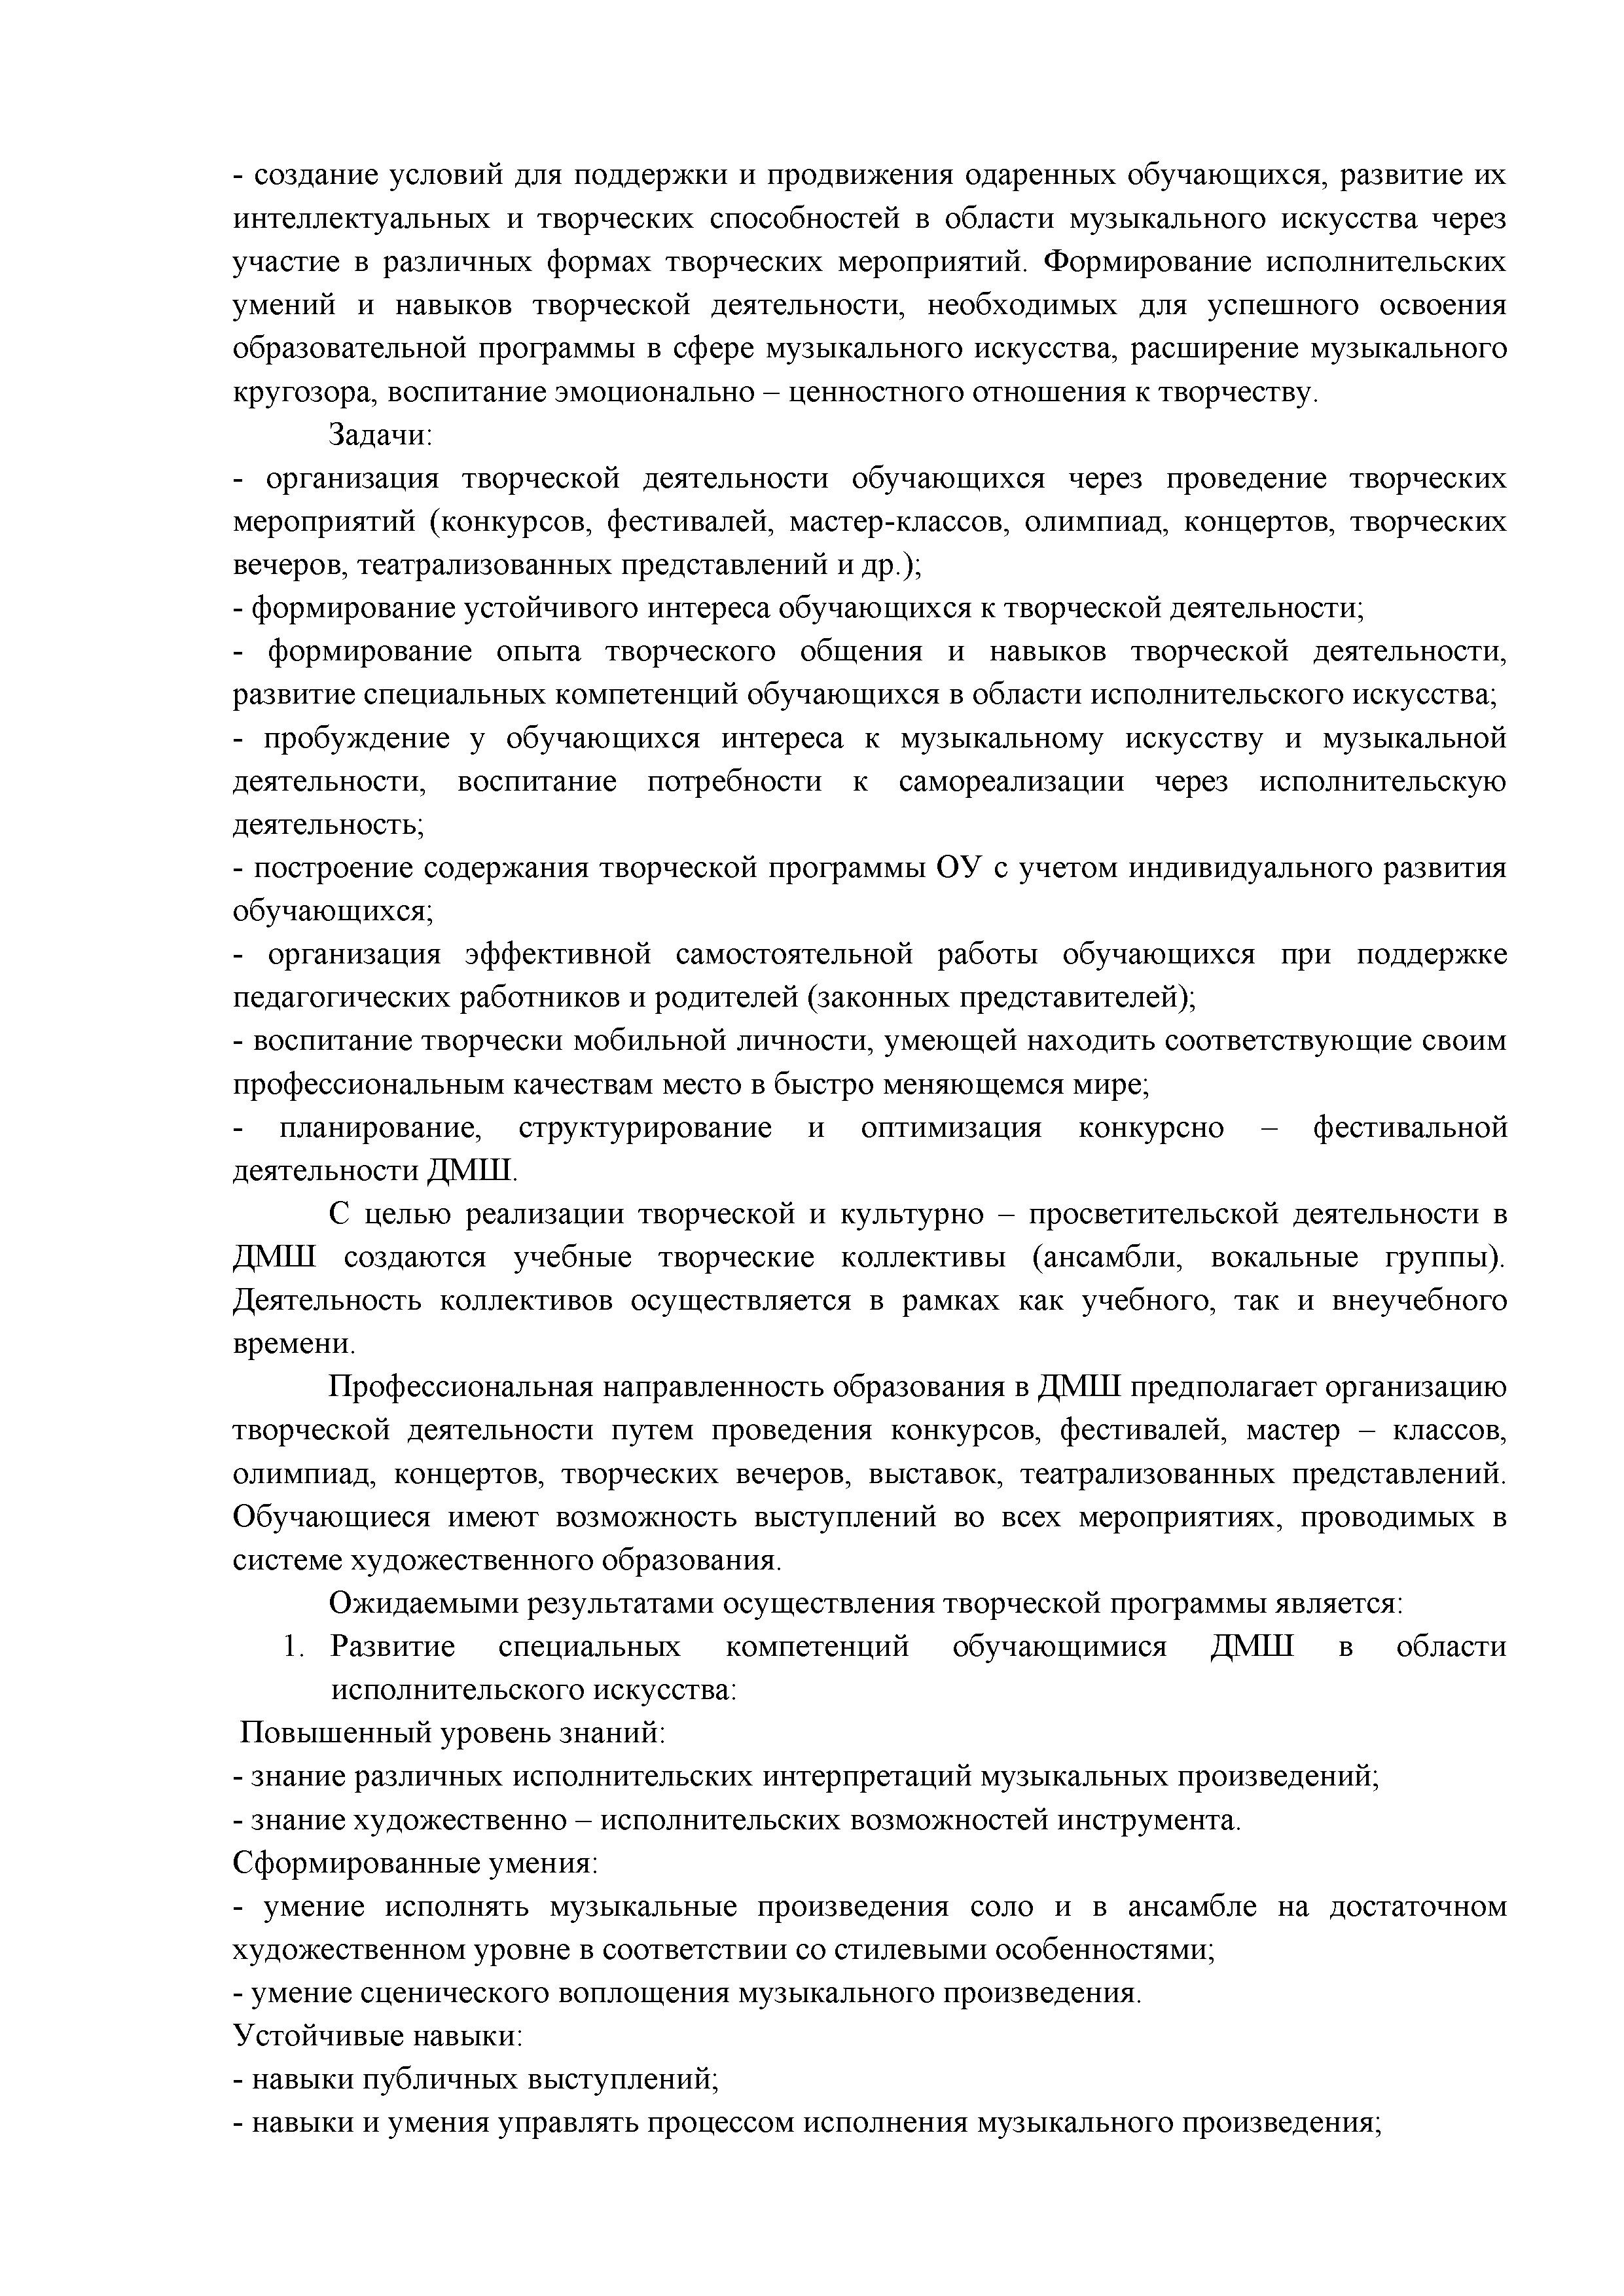 - создание условий для поддержки и продвижения одаренных обучающихся, развитие их
интеллектуальных и творческих способностей в области музыкального искусства через
участие в различных формах творческих мероприятий. Формирование исполнительских
умений и навыков творческой деятельности, необходимых для успешного освоения
образовательной программы в сфере музыкального искусства, расширение музыкального
кругозора, воспитание эмоционально – ценностного отношения к творчеству.
Задачи:
- организация творческой деятельности обучающихся через проведение творческих
мероприятий (конкурсов, фестивалей, мастер-классов, олимпиад, концертов, творческих
вечеров, театрализованных представлений и др.);
- формирование устойчивого интереса обучающихся к творческой деятельности;
- формирование опыта творческого общения и навыков творческой деятельности,
развитие специальных компетенций обучающихся в области исполнительского искусства;
- пробуждение у обучающихся интереса к музыкальному искусству и музыкальной
деятельности, воспитание потребности к самореализации через исполнительскую
деятельность;
- построение содержания творческой программы ОУ с учетом индивидуального развития
обучающихся;
- организация эффективной самостоятельной работы обучающихся при поддержке
педагогических работников и родителей (законных представителей);
- воспитание творчески мобильной личности, умеющей находить соответствующие своим
профессиональным качествам место в быстро меняющемся мире;
- планирование, структурирование и оптимизация конкурсно – фестивальной
деятельности ДМШ.
С целью реализации творческой и культурно – просветительской деятельности в
ДМШ создаются учебные творческие коллективы (ансамбли, вокальные группы).
Деятельность коллективов осуществляется в рамках как учебного, так и внеучебного
времени.
Профессиональная направленность образования в ДМШ предполагает организацию
творческой деятельности путем проведения конкурсов, фестивалей, мастер – классов,
олимпиад, концертов, творческих вечеров, выставок, театрализованных представлений.
Обучающиеся имеют возможность выступлений во всех мероприятиях, проводимых в
системе художественного образования.
Ожидаемыми результатами осуществления творческой программы является:
1. Развитие специальных компетенций обучающимися ДМШ в области
исполнительского искусства:
Повышенный уровень знаний:
- знание различных исполнительских интерпретаций музыкальных произведений;
- знание художественно – исполнительских возможностей инструмента.
Сформированные умения:
- умение исполнять музыкальные произведения соло и в ансамбле на достаточном
художественном уровне в соответствии со стилевыми особенностями;
- умение сценического воплощения музыкального произведения.
Устойчивые навыки:
- навыки публичных выступлений;
- навыки и умения управлять процессом исполнения музыкального произведения;